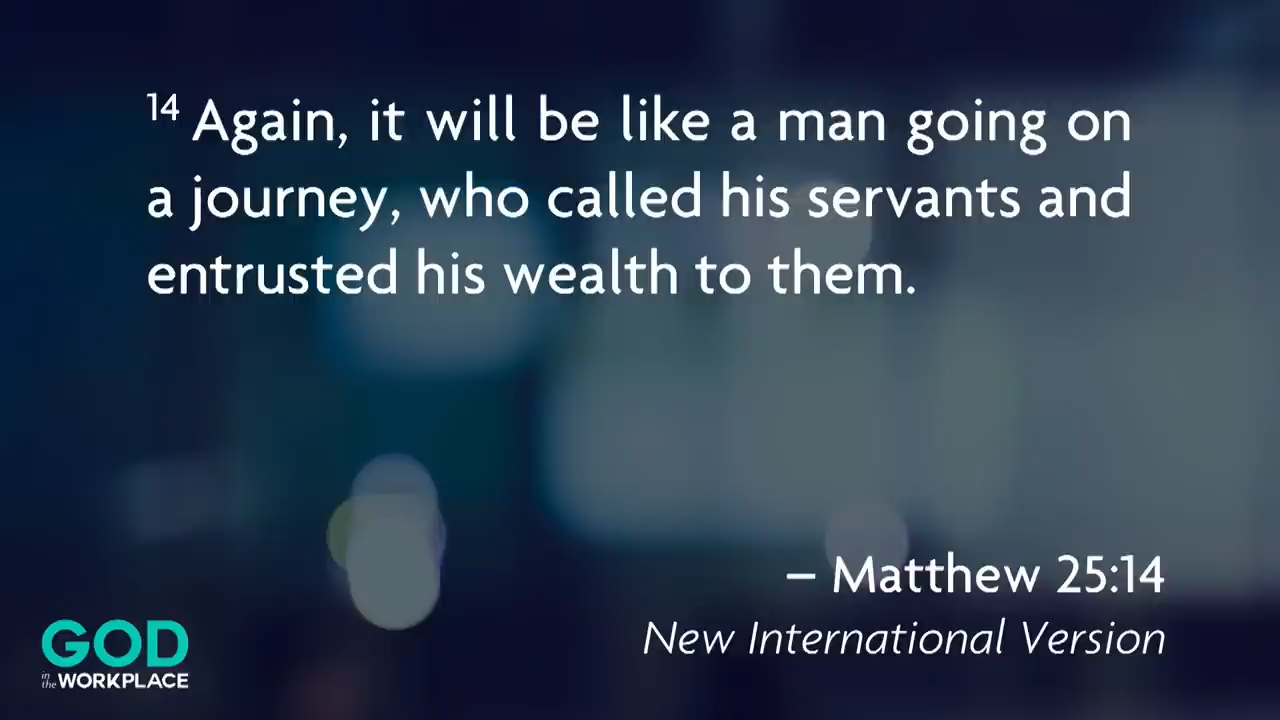 14 Again, it will be like a man going on
a journey, who called his servants and
entrusted his wealth to them.
– Matthew 25:14
New International Version
GOD
in the WORKPLACE